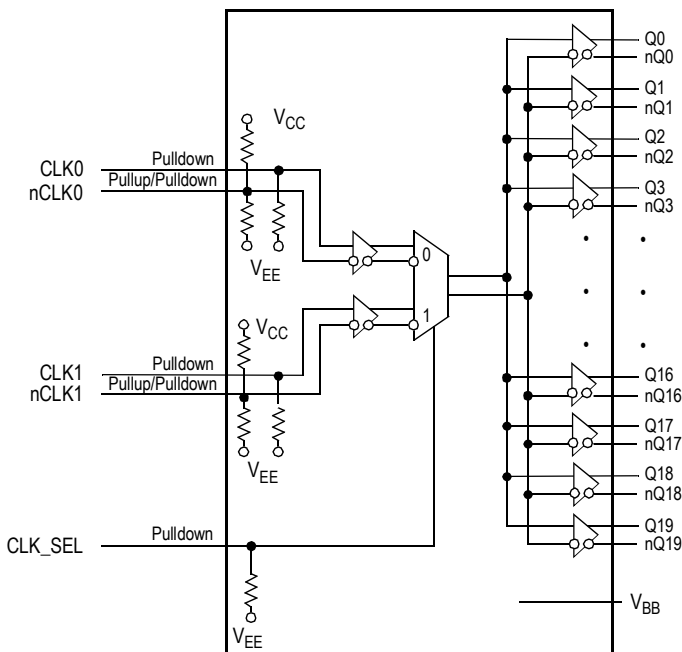 Q0
nQ0
Q1
nQ1
VCC
Q2
Pulldown
CLK0
nQ2
Pullup/Pulldown
nCLK0
Q3
nQ3
VEE
0
1
VCC
Pulldown
CLK1
Q16
Pullup/Pulldown
nCLK1
nQ16
Q17
nQ17
VEE
Q18
nQ18
Pulldown
CLK_SEL
Q19
nQ19
VBB
VEE